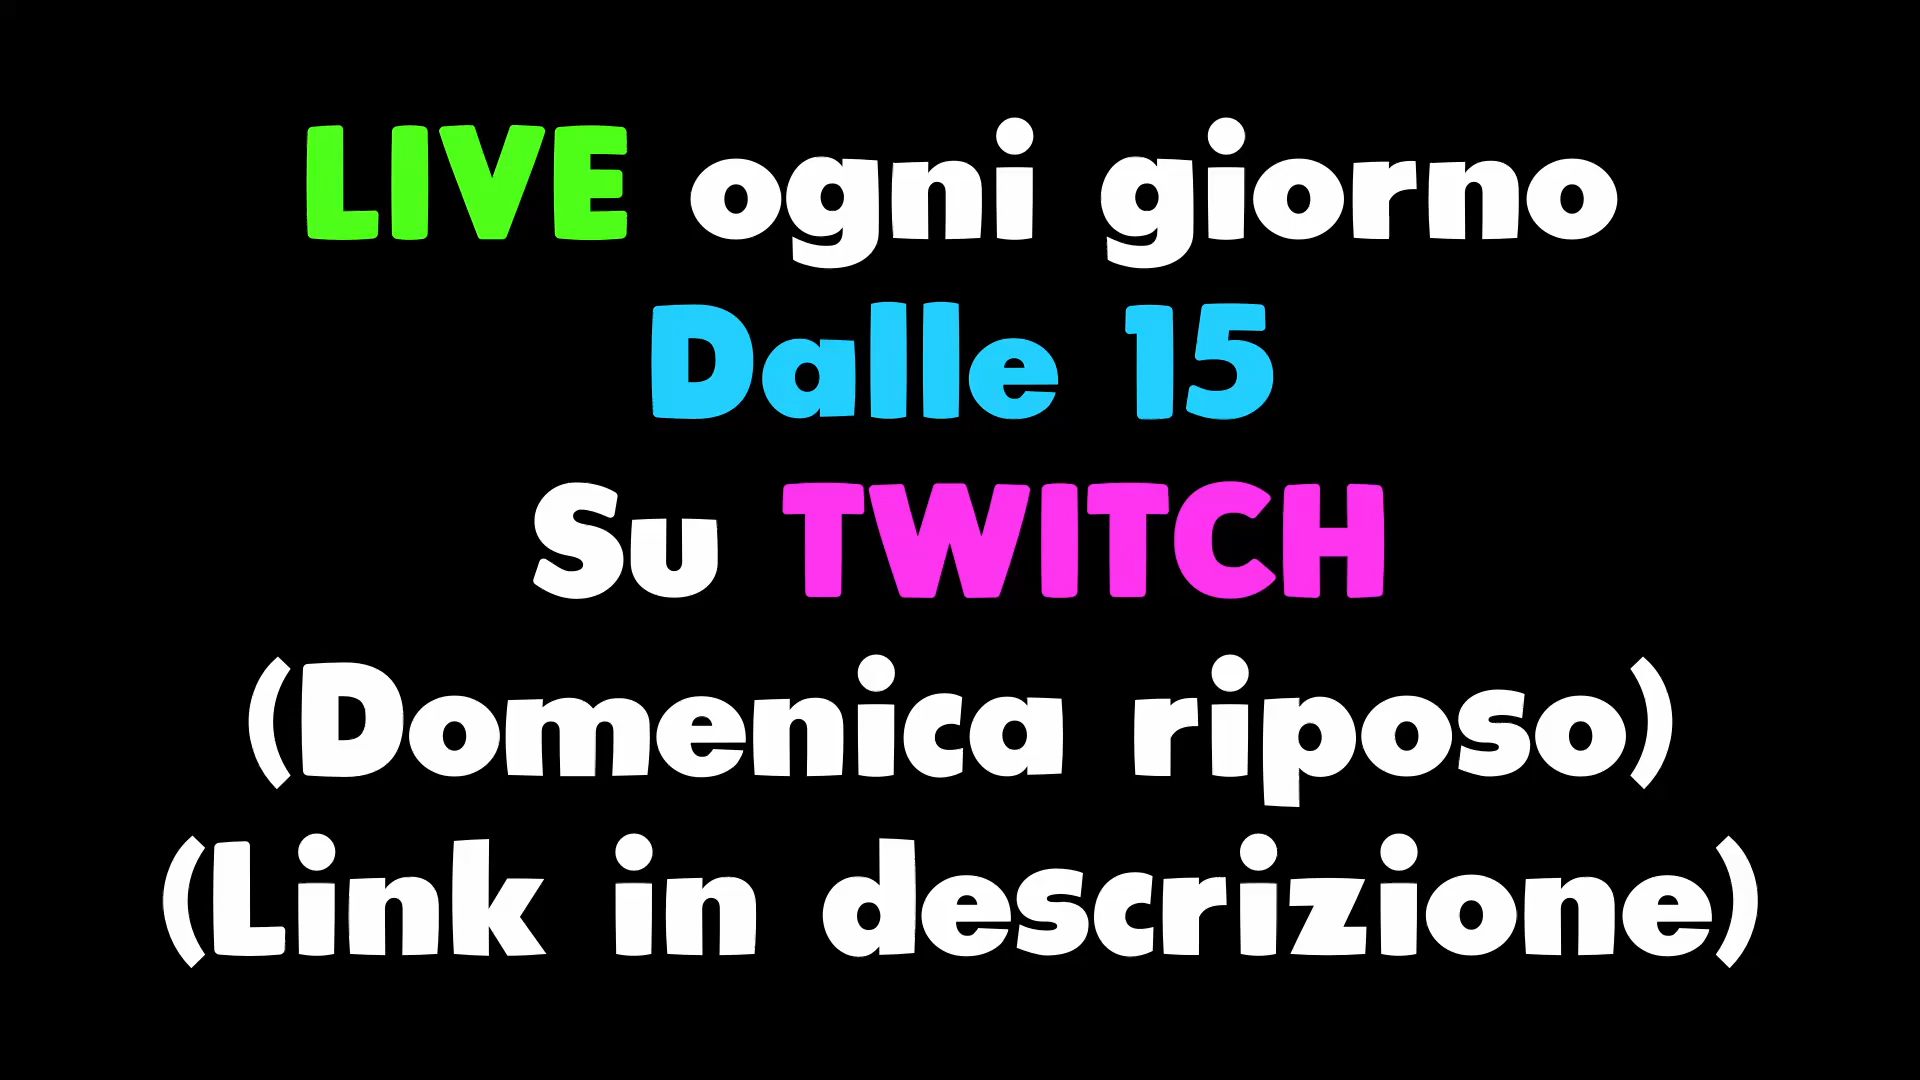 LIVE ogni giorno
Dalle 15
Su TWITCH
(Domenica riposo)
(Link in descrizione)